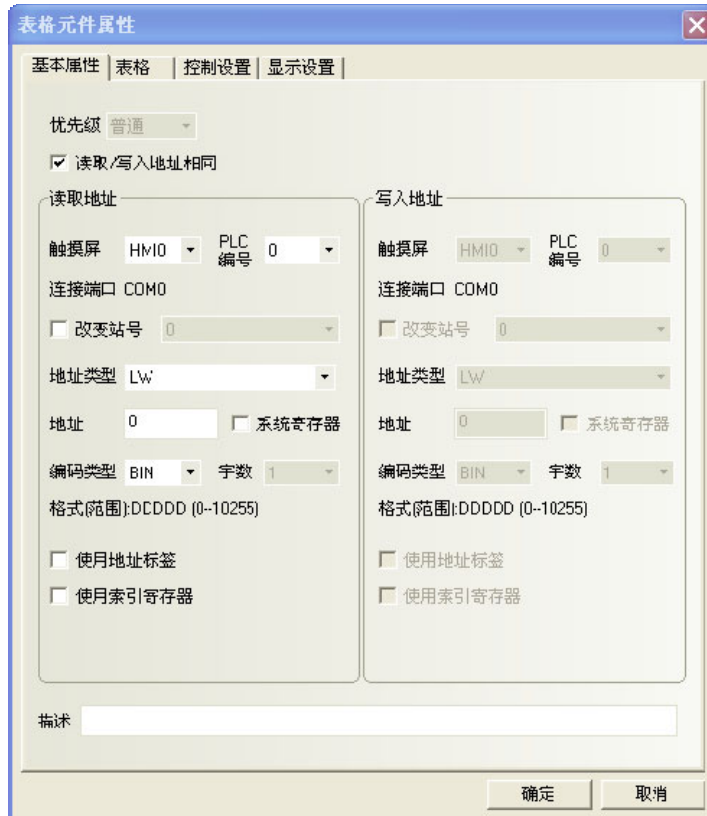 表格元件属性
基本属性 表格 控制设置 显示设置
优先级 普通
读取/写入地址相同
读取地址
触摸屏 HMI0 PLC编号 0
连接端口 COM0
改变站号 0
地址类型 LW
地址 0 系统寄存器
编码类型 BIN 字数 1
格式(范围):DDDDD (0--10255)
使用地址标签
使用索引寄存器
写入地址
触摸屏 HMI0 PLC编号 0
连接端口 COM0
改变站号 0
地址类型 LW
地址 0 系统寄存器
编码类型 BIN 字数 1
格式(范围):DDDDD (0--10255)
使用地址标签
使用索引寄存器
描述
确定 取消